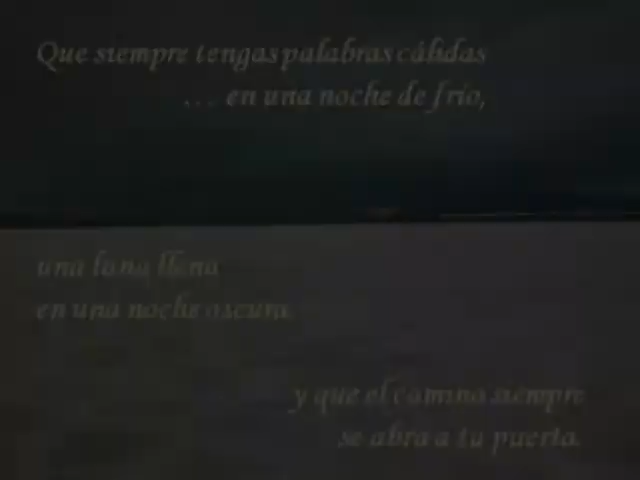 Que siempre tengas palabras cálidas
... en una noche de frío,
una luna llena
en una noche oscura.
y que el camino siempre
se abra a tu puerta.